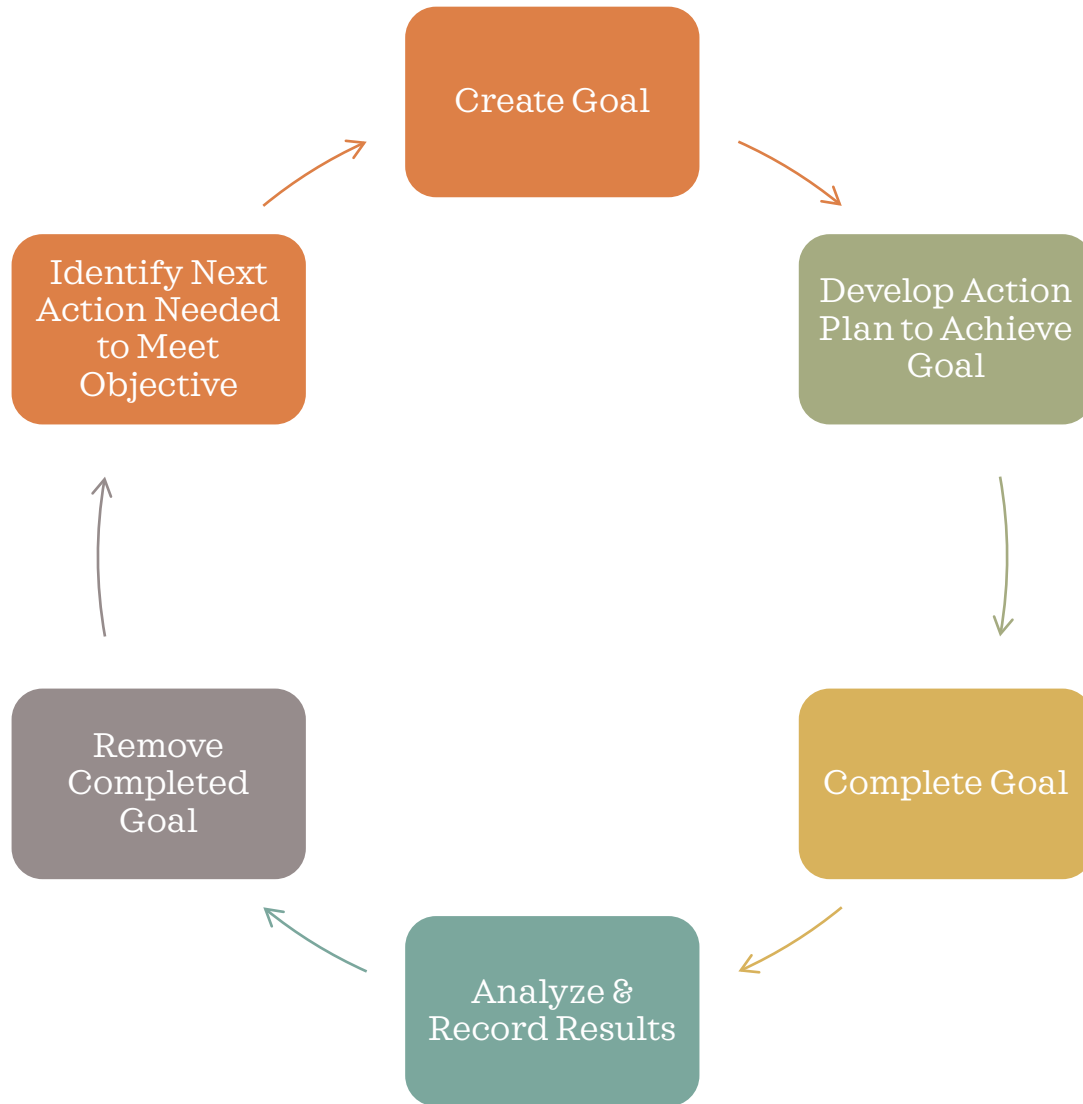 Create Goal
Develop Action
Plan to Achieve
Goal
Complete Goal
Analyze &
Record Results
Remove
Completed
Goal
Identify Next
Action Needed
to Meet
Objective